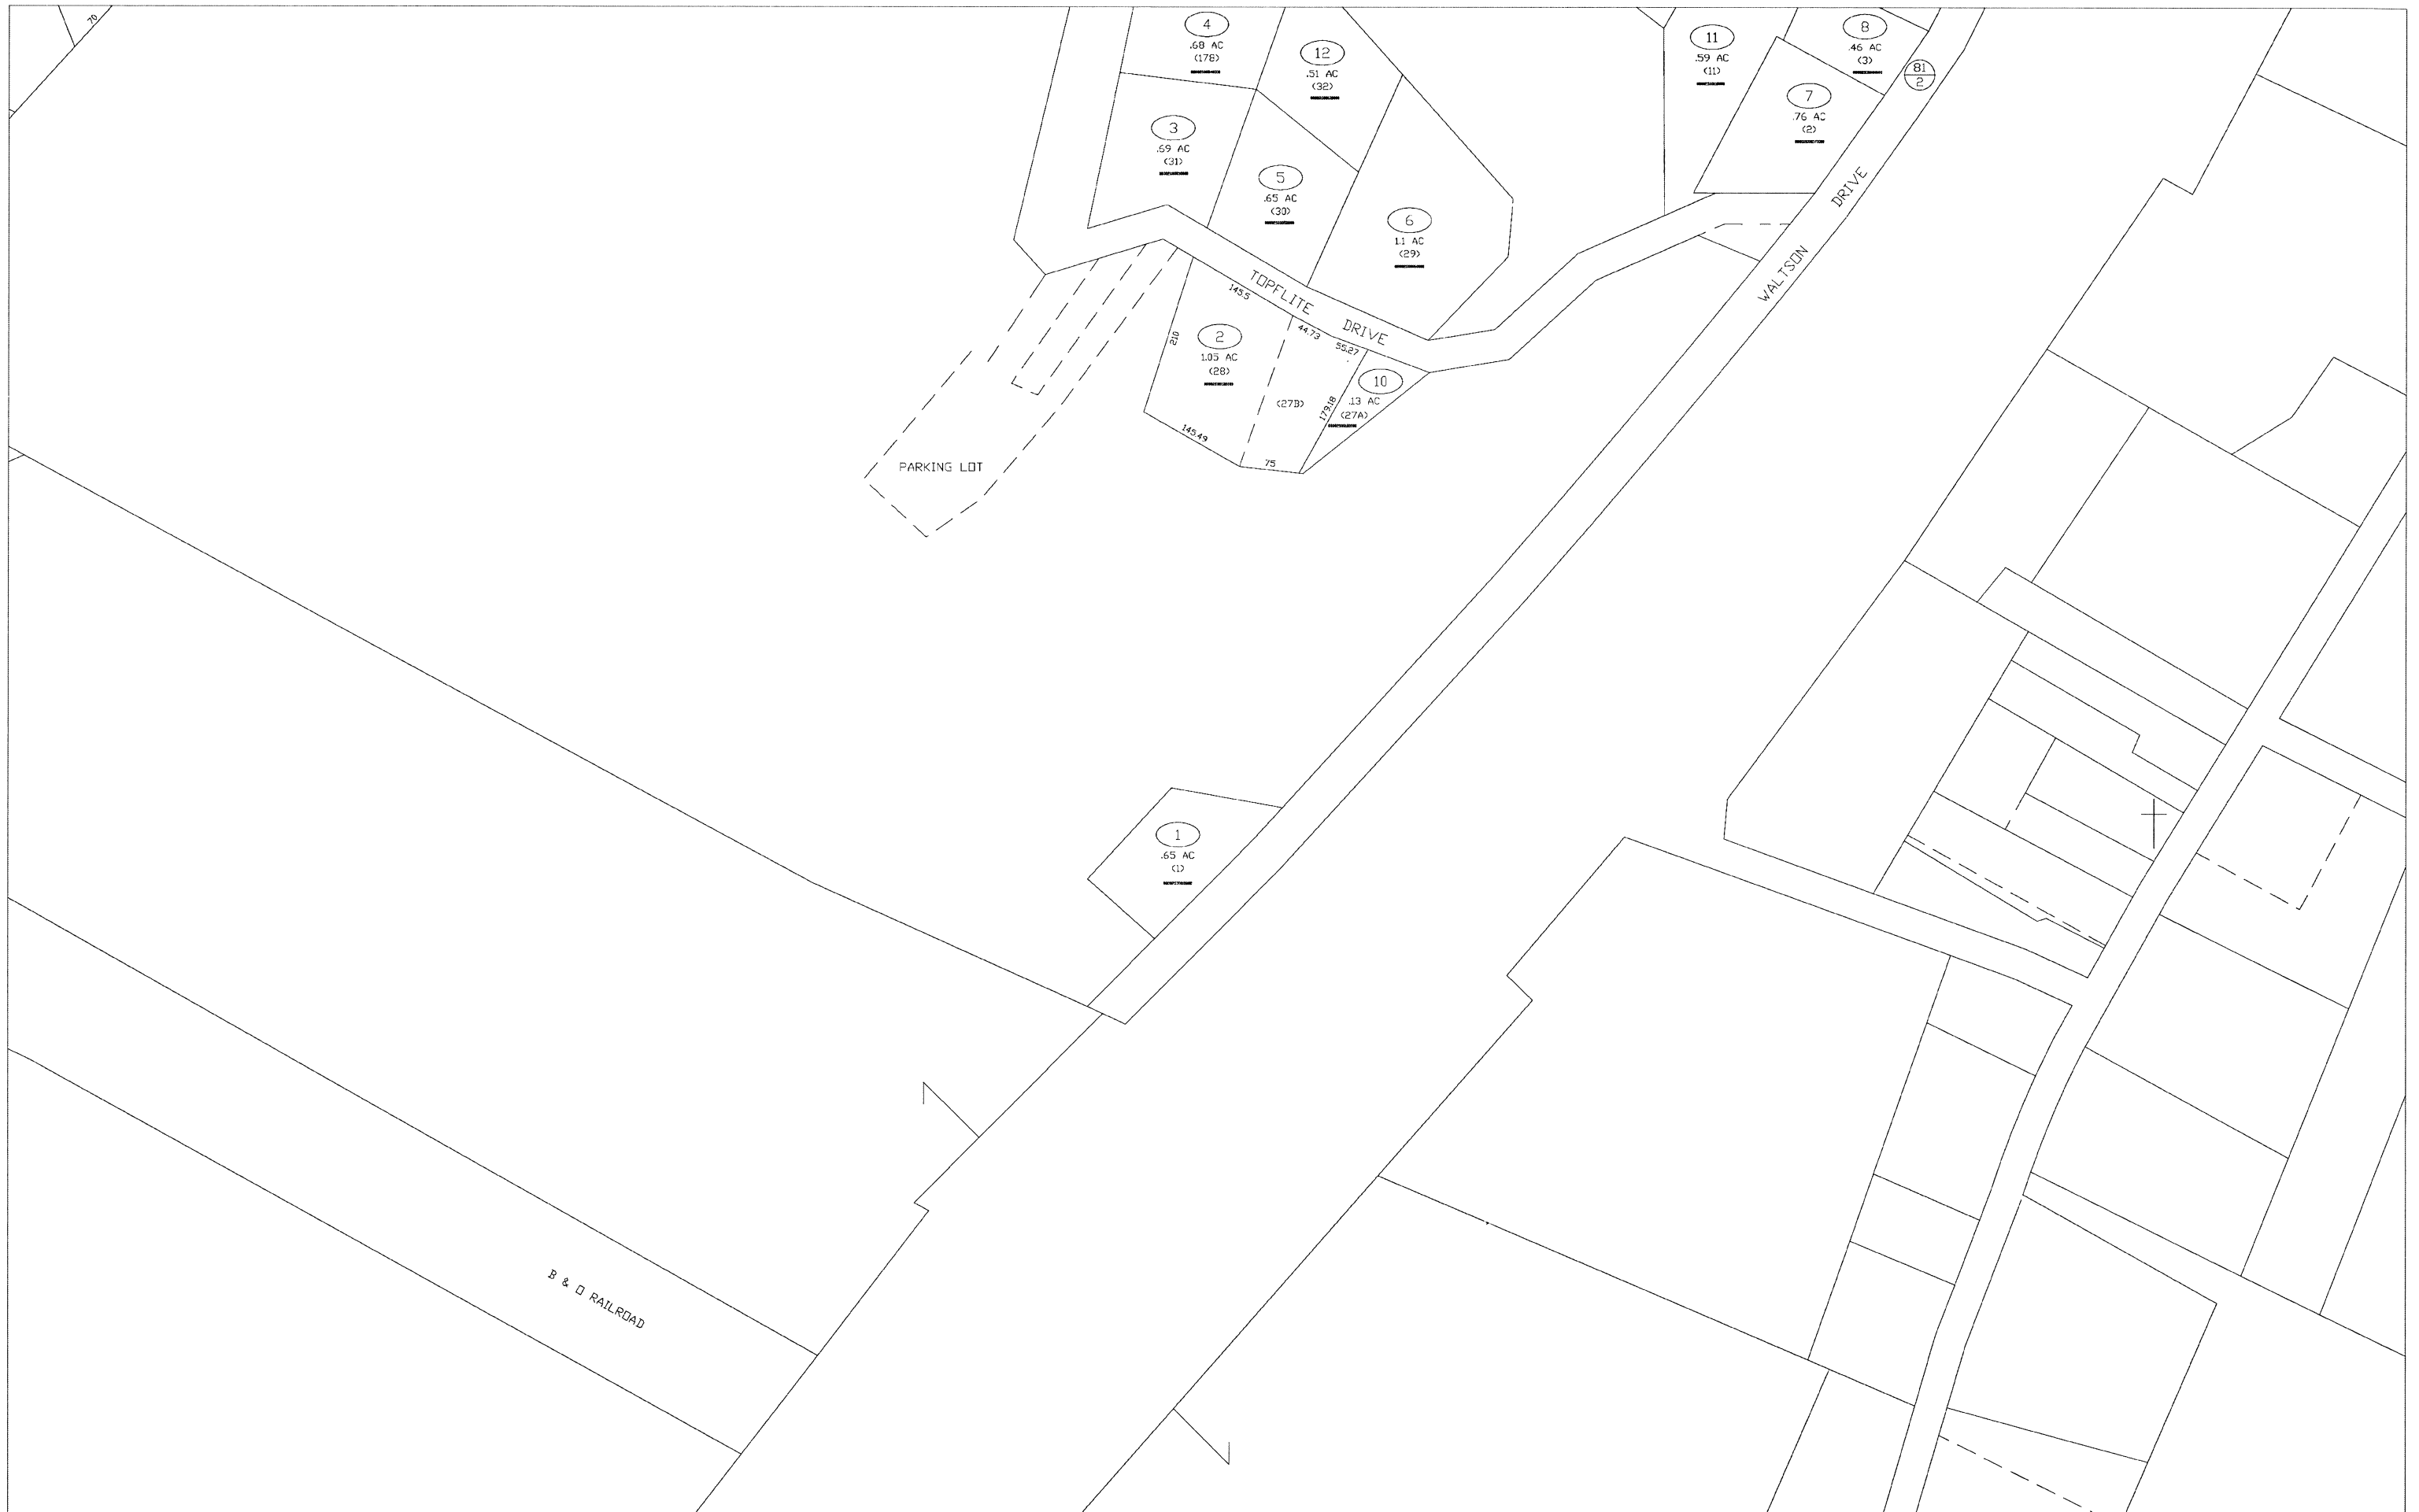 70
4
.68 AC
(178)
12
.51 AC
(32)
11
.59 AC
(11)
8
.46 AC
(3)
81
2
7
.76 AC
(2)
3
.69 AC
(31)
5
.65 AC
(30)
6
1.1 AC
(29)
WALTSON DRIVE
TOPFLITE DRIVE
145.5
44.73
55.27
210
2
1.05 AC
(28)
(27B)
179.18
10
.13 AC
(27A)
145.49
75
PARKING LOT
1
.65 AC
(1)
B & O RAILROAD